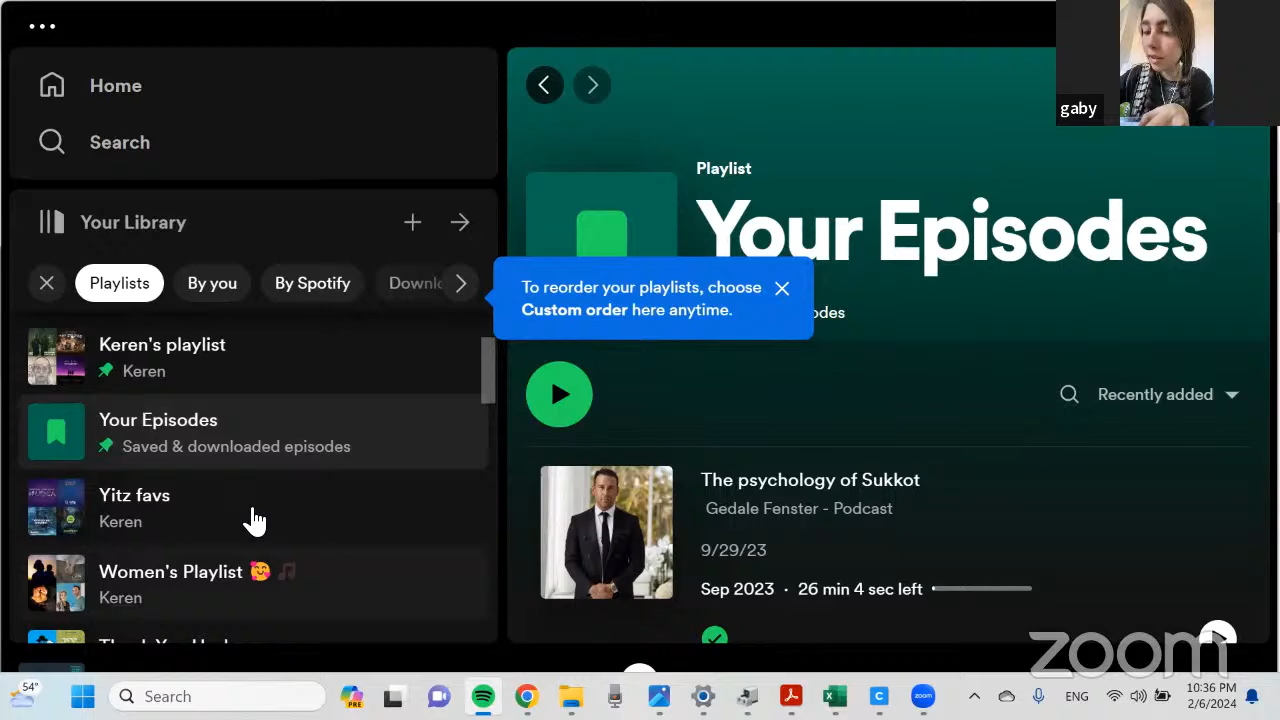 gaby
Home
Search
Your Library
Playlists
By you
By Spotify
Keren's playlist
Keren
Your Episodes
Saved & downloaded episodes
Yitz favs
Keren
Women's Playlist 🥰 🎵
Keren
Playlist
Your Episodes
To reorder your playlists, choose
Custom order here anytime.
Recently added
The psychology of Sukkot
Gedale Fenster - Podcast
9/29/23
Sep 2023 · 26 min 4 sec left
zoom
54°
Search
PRE
C
zoom
ENG
10:36 PM
2/6/2024